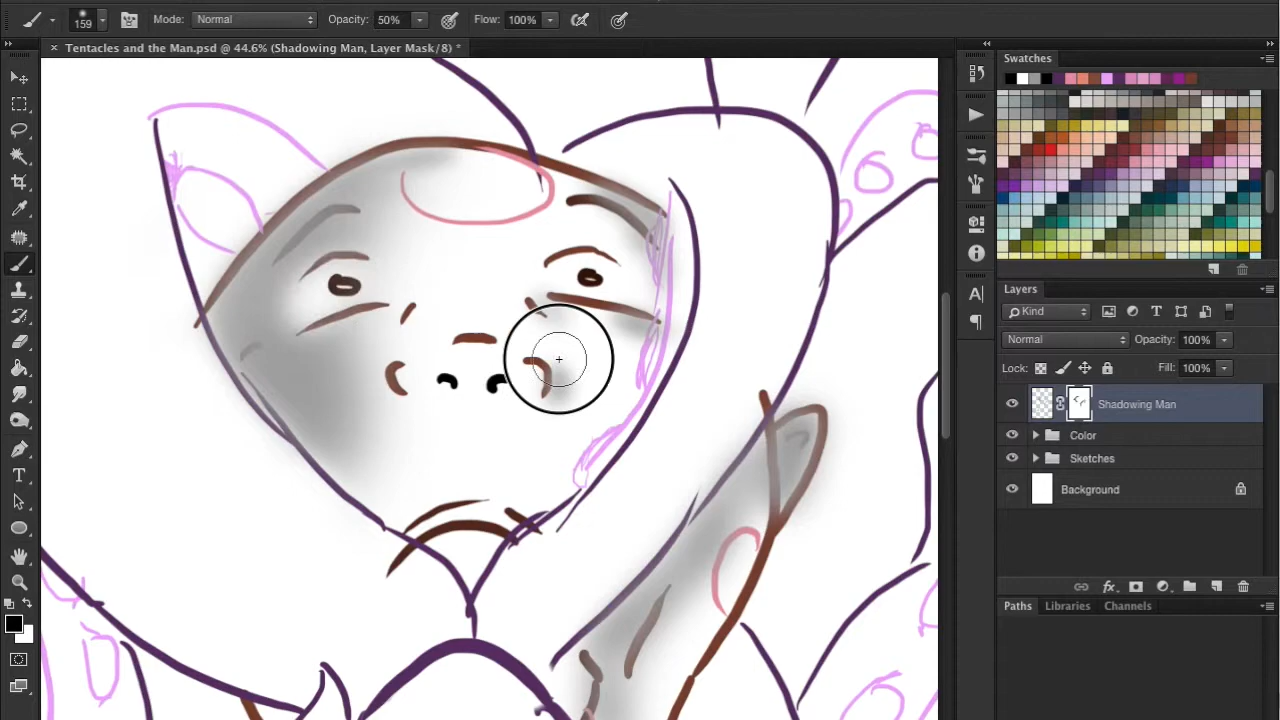 159 Mode: Normal Opacity: 50% Flow: 100%
× Tentacles and the Man.psd @ 44.6% (Shadowing Man, Layer Mask/8) *
Swatches
Layers
Kind
Normal Opacity: 100%
Lock: Fill: 100%
Shadowing Man
Color
Sketches
Background
Paths Libraries Channels